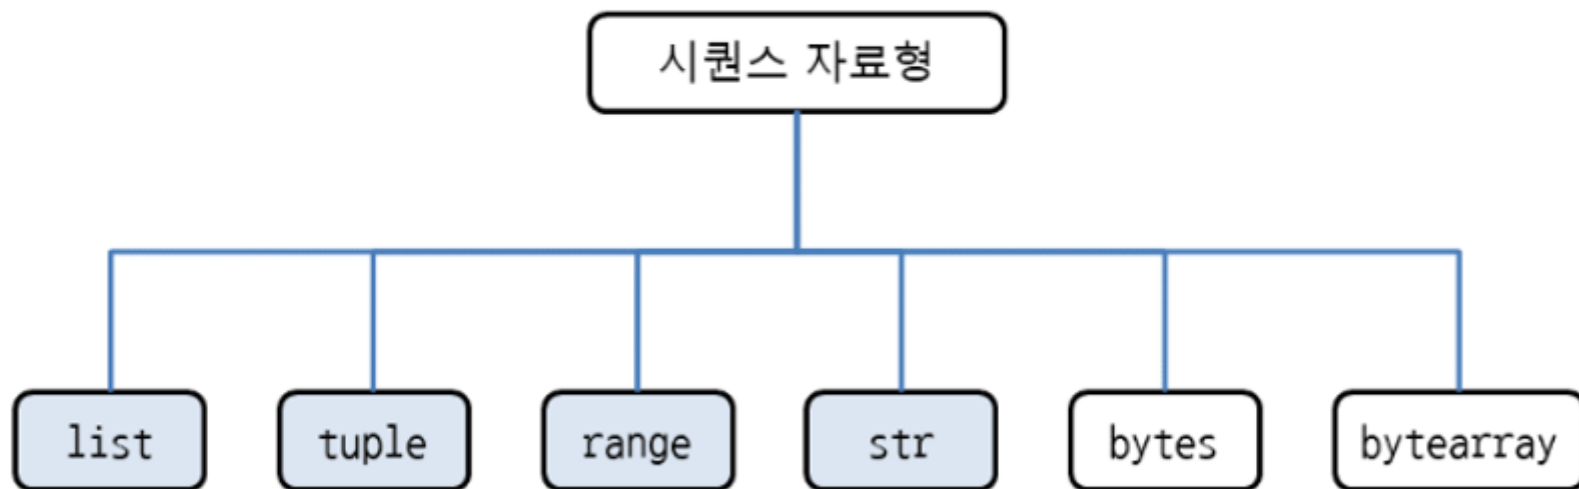 시퀀스 자료형
list
tuple
range
str
bytes
bytearray